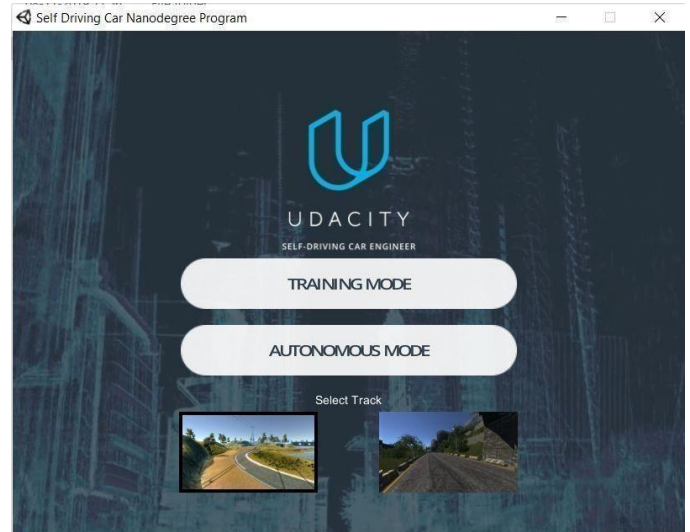 Self Driving Car Nanodegree Program
UDACITY
SELF-DRIVING CAR ENGINEER
TRAINING MODE
AUTONOMOUS MODE
Select Track